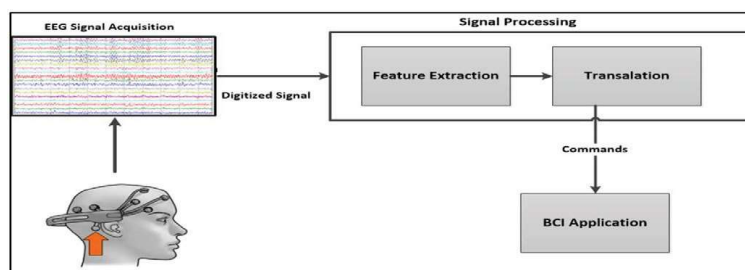 EEG Signal Acquisition
Signal Processing
Feature Extraction
Transalation
Digitized Signal
Commands
BCI Application